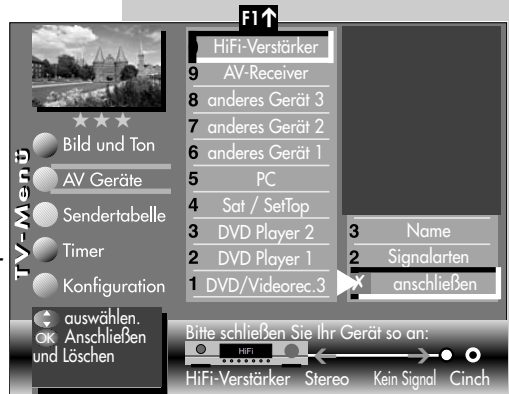 F1↑
TV-Menü
Bild und Ton
AV Geräte
Sendertabelle
Timer
Konfiguration
auswählen.
OK Anschließen
und Löschen
HiFi-Verstärker
9 AV-Receiver
8 anderes Gerät 3
7 anderes Gerät 2
6 anderes Gerät 1
5 PC
4 Sat / SetTop
3 DVD Player 2
2 DVD Player 1
1 DVD/Videorec.3
3 Name
2 Signalarten
X anschließen
Bitte schließen Sie Ihr Gerät so an:
HiFi
HiFi-Verstärker Stereo Kein Signal Cinch